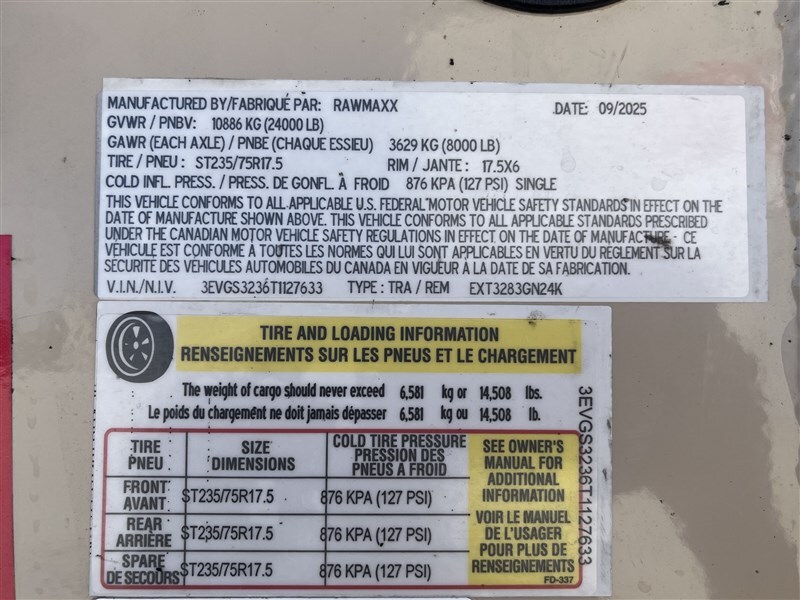 MANUFACTURED BY/FABRIQUÉ PAR: RAWMAXX DATE: 09/2025
GVWR / PNBV: 10886 KG (24000 LB)
GAWR (EACH AXLE) / PNBE (CHAQUE ESSIEU) 3629 KG (8000 LB)
TIRE / PNEU : ST235/75R17.5 RIM / JANTE : 17.5X6
COLD INFL. PRESS. / PRESS. DE GONFL. À FROID 876 KPA (127 PSI) SINGLE
THIS VEHICLE CONFORMS TO ALL APPLICABLE U.S. FEDERAL MOTOR VEHICLE SAFETY STANDARDS IN EFFECT ON THE
DATE OF MANUFACTURE SHOWN ABOVE. THIS VEHICLE CONFORMS TO ALL APPLICABLE STANDARDS PRESCRIBED
UNDER THE CANADIAN MOTOR VEHICLE SAFETY REGULATIONS IN EFFECT ON THE DATE OF MANUFACTURE - CE
VÉHICULE EST CONFORME À TOUTES LES NORMES QUI LUI SONT APPLICABLES EN VERTU DU RÈGLEMENT SUR LA
SÉCURITÉ DES VÉHICULES AUTOMOBILES DU CANADA EN VIGUEUR À LA DATE DE SA FABRICATION.
V.I.N./N.I.V. 3EVGS3236T1127633 TYPE : TRA / REM EXT3283GN24K
TIRE AND LOADING INFORMATION
RENSEIGNEMENTS SUR LES PNEUS ET LE CHARGEMENT
The weight of cargo should never exceed 6,581 kg or 14,508 lbs.
Le poids du chargement ne doit jamais dépasser 6,581 kg ou 14,508 lb.
TIRE
PNEU
SIZE
DIMENSIONS
COLD TIRE PRESSURE
PRESSION DES
PNEUS A FROID
FRONT
AVANT
ST235/75R17.5 876 KPA (127 PSI)
REAR
ARRIÈRE
ST235/75R17.5 876 KPA (127 PSI)
SPARE
DE SECOURS
ST235/75R17.5 876 KPA (127 PSI)
SEE OWNER'S
MANUAL FOR
ADDITIONAL
INFORMATION
VOIR LE MANUEL
DE L'USAGER
POUR PLUS DE
RENSEIGNEMENTS
FD-337
3EVGS3236T1127633